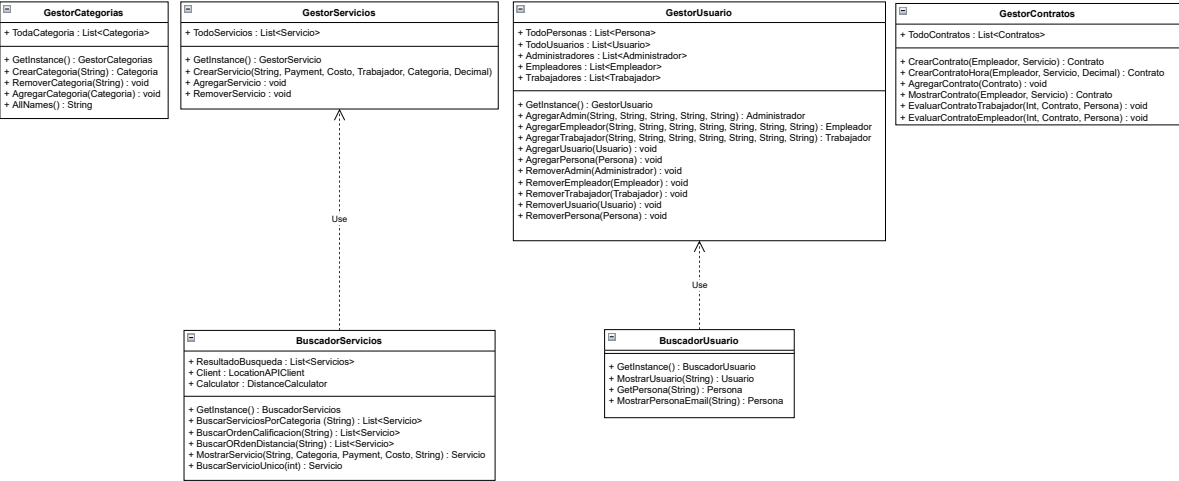 GestorCategorias
+ TodaCategoria : List<Categoria>
+ GetInstance() : GestorCategorias
+ CrearCategoria(String) : Categoria
+ RemoverCategoria(String) : void
+ AgregarCategoria(Categoria) : void
+ AllNames() : String
GestorServicios
+ TodoServicios : List<Servicio>
+ GetInstance() : GestorServicio
+ CrearServicio(String, Payment, Costo, Trabajador, Categoria, Decimal)
+ AgregarServicio : void
+ RemoverServicio : void
GestorUsuario
+ TodoPersonas : List<Persona>
+ TodoUsuarios : List<Usuario>
+ Administradores : List<Administrador>
+ Empleadores : List<Empleador>
+ Trabajadores : List<Trabajador>
+ GetInstance() : GestorUsuario
+ AgregarAdmin(String, String, String, String, String) : Administrador
+ AgregarEmpleador(String, String, String, String, String, String, String) : Empleador
+ AgregarTrabajador(String, String, String, String, String, String, String) : Trabajador
+ AgregarUsuario(Usuario) : void
+ AgregarPersona(Persona) : void
+ RemoverAdmin(Administrador) : void
+ RemoverEmpleador(Empleador) : void
+ RemoverTrabajador(Trabajador) : void
+ RemoverUsuario(Usuario) : void
+ RemoverPersona(Persona) : void
GestorContratos
+ TodoContratos : List<Contratos>
+ CrearContrato(Empleador, Servicio) : Contrato
+ CrearContratoHora(Empleador, Servicio, Decimal) : Contrato
+ AgregarContrato(Contrato) : void
+ MostrarContrato(Empleador, Servicio) : Contrato
+ EvaluarContratoTrabajador(Int, Contrato, Persona) : void
+ EvaluarContratoEmpleador(Int, Contrato, Persona) : void
Use
Use
BuscadorServicios
+ ResultadoBusqueda : List<Servicios>
+ Client : LocationAPIClient
+ Calculator : DistanceCalculator
+ GetInstance() : BuscadorServicios
+ BuscarServiciosPorCategoria (String) : List<Servicio>
+ BuscarOrdenCalificacion(String) : List<Servicio>
+ BuscarORdenDistancia(String) : List<Servicio>
+ MostrarServicio(String, Categoria, Payment, Costo, String) : Servicio
+ BuscarServicioUnico(int) : Servicio
BuscadorUsuario
+ GetInstance() : BuscadorUsuario
+ MostrarUsuario(String) : Usuario
+ GetPersona(String) : Persona
+ MostrarPersonaEmail(String) : Persona